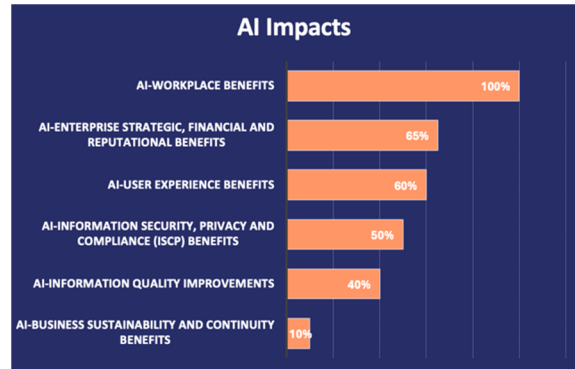 AI Impacts
AI-WORKPLACE BENEFITS
100%
AI-ENTERPRISE STRATEGIC, FINANCIAL AND
REPUTATIONAL BENEFITS
65%
AI-USER EXPERIENCE BENEFITS
60%
AI-INFORMATION SECURITY, PRIVACY AND
COMPLIANCE (ISCP) BENEFITS
50%
AI-INFORMATION QUALITY IMPROVEMENTS
40%
AI-BUSINESS SUSTAINABILITY AND CONTINUITY
BENEFITS
10%